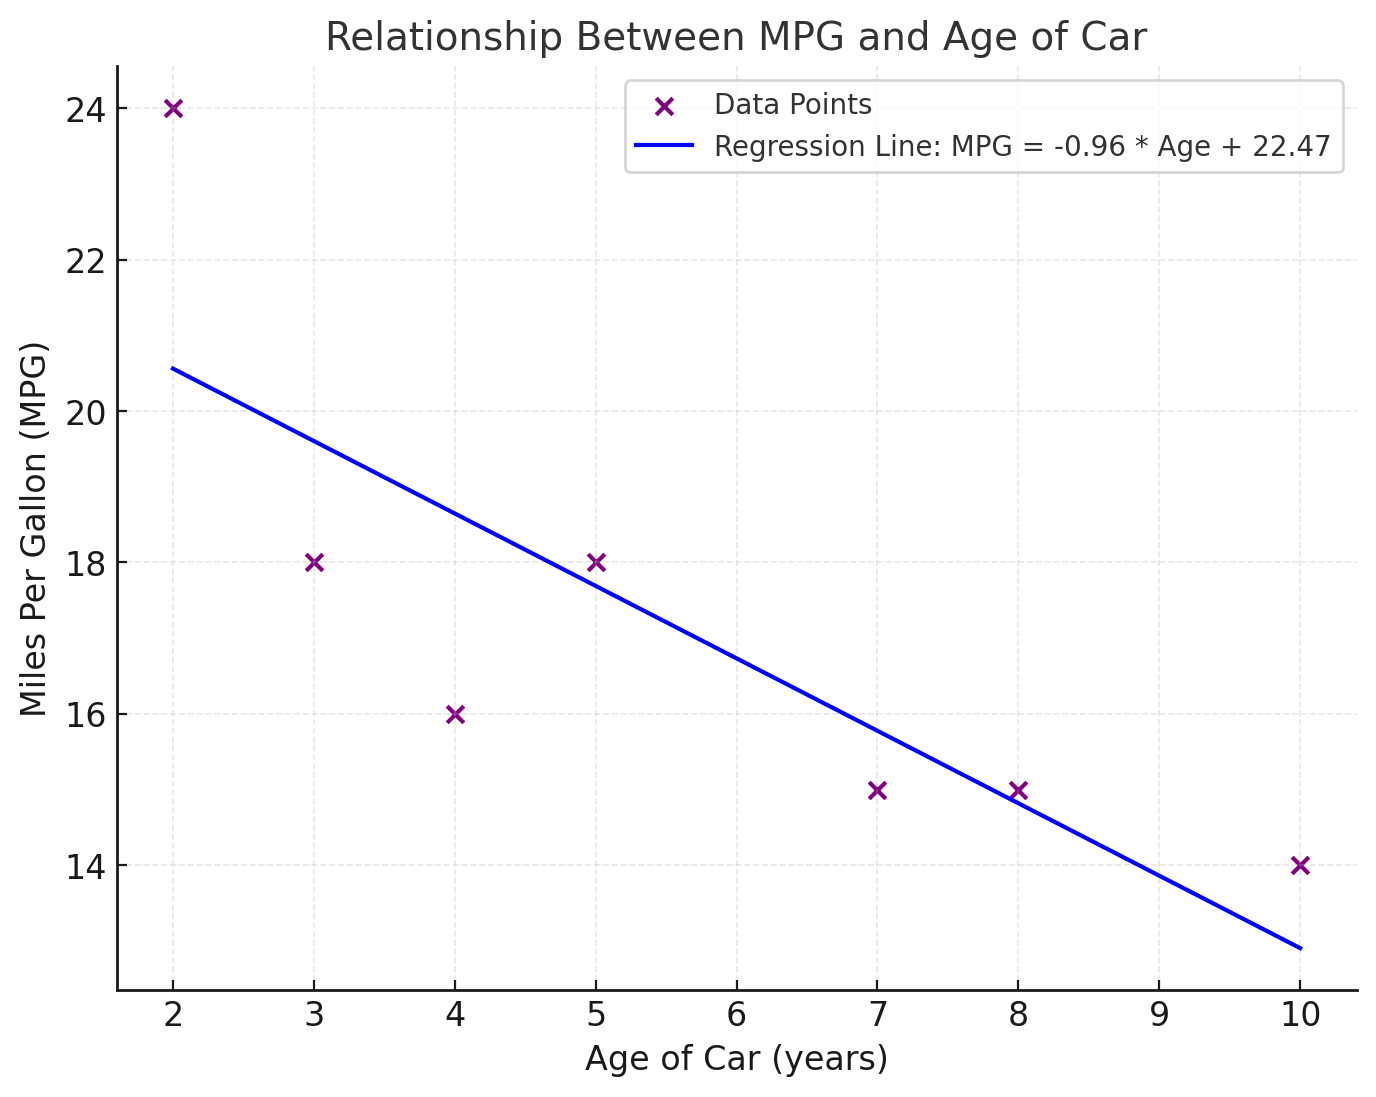 Relationship Between MPG and Age of Car
Data Points
Regression Line: MPG = -0.96 * Age + 22.47
24
22
20
18
16
14
Miles Per Gallon (MPG)
2 3 4 5 6 7 8 9 10
Age of Car (years)